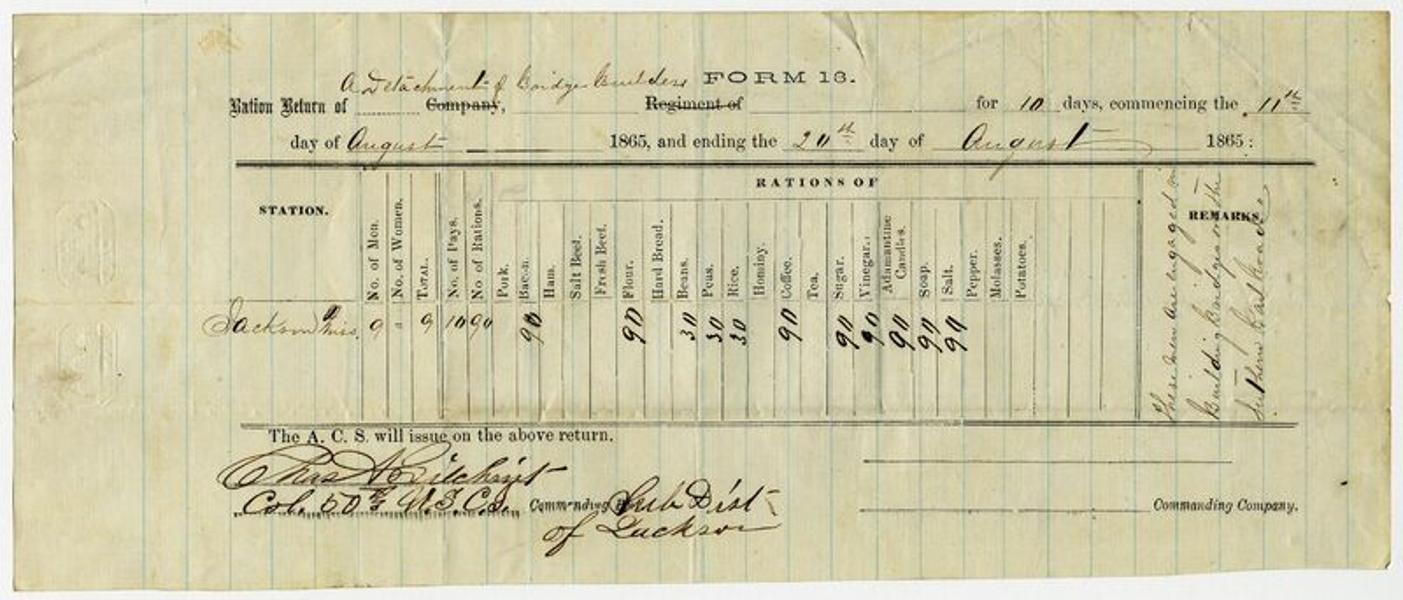 A Detachment of Bridge Builders FORM 13.
Ration Return of Company, Regiment of for 10 days, commencing the 11th
day of August 1865, and ending the 20th day of August 1865:
RATIONS OF
STATION.
No. of Men.
No. of Women.
TOTAL.
No. of Days.
No. of Rations.
Pork.
Bacon.
Ham.
Salt Beef.
Fresh Beef.
Flour.
Hard Bread.
Beans.
Peas.
Rice.
Hominy.
Coffee.
Tea.
Sugar.
Vinegar.
Adamantine Candles.
Soap.
Salt.
Pepper.
Molasses.
Potatoes.
REMARKS.
Jackson Miss. 9 = 9 10 90 90 90 30 30 30 90 90 90 90 90 90
These men are engaged in
Building Bridges on the
Southern Railroad
The A. C. S. will issue on the above return.
Chas A Gilchrist
Col. 50th U.S.C.I. Commanding Sub Dist
of Jackson
Commanding Company.